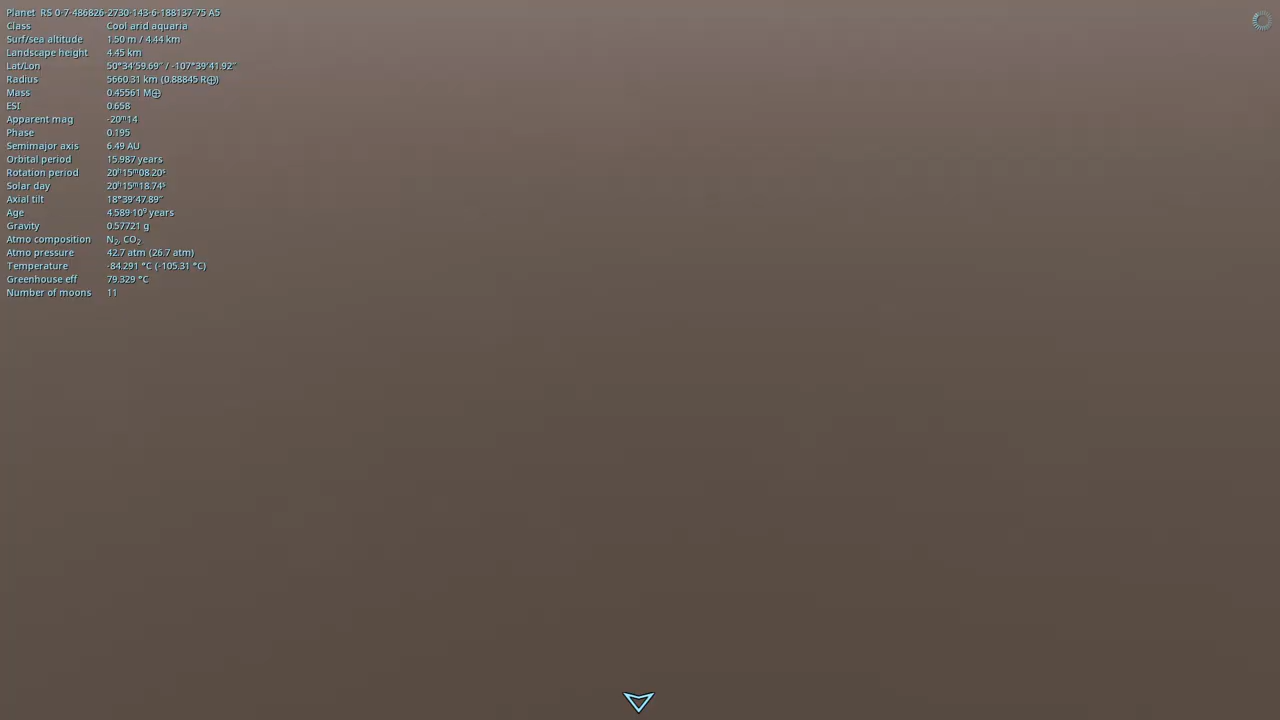 Planet RS 0-7-486826-2730-143-6-188137-75 A5
Class Cool arid aquaria
Surf/sea altitude 1.50 m / 4.44 km
Landscape height 4.45 km
Lat/Lon 50°34'59.69" / -107°39'41.92"
Radius 5660.31 km (0.88845 R⊕)
Mass 0.45561 M⊕
ESI 0.658
Apparent mag -20ᵐ14
Phase 0.195
Semimajor axis 6.49 AU
Orbital period 15.987 years
Rotation period 20ʰ15ᵐ08.20ˢ
Solar day 20ʰ15ᵐ18.74ˢ
Axial tilt 18°39'47.89"
Age 4.589·10⁹ years
Gravity 0.57721 g
Atmo composition N₂, CO₂
Atmo pressure 42.7 atm (26.7 atm)
Temperature -84.291 °C (-105.31 °C)
Greenhouse eff 79.329 °C
Number of moons 11